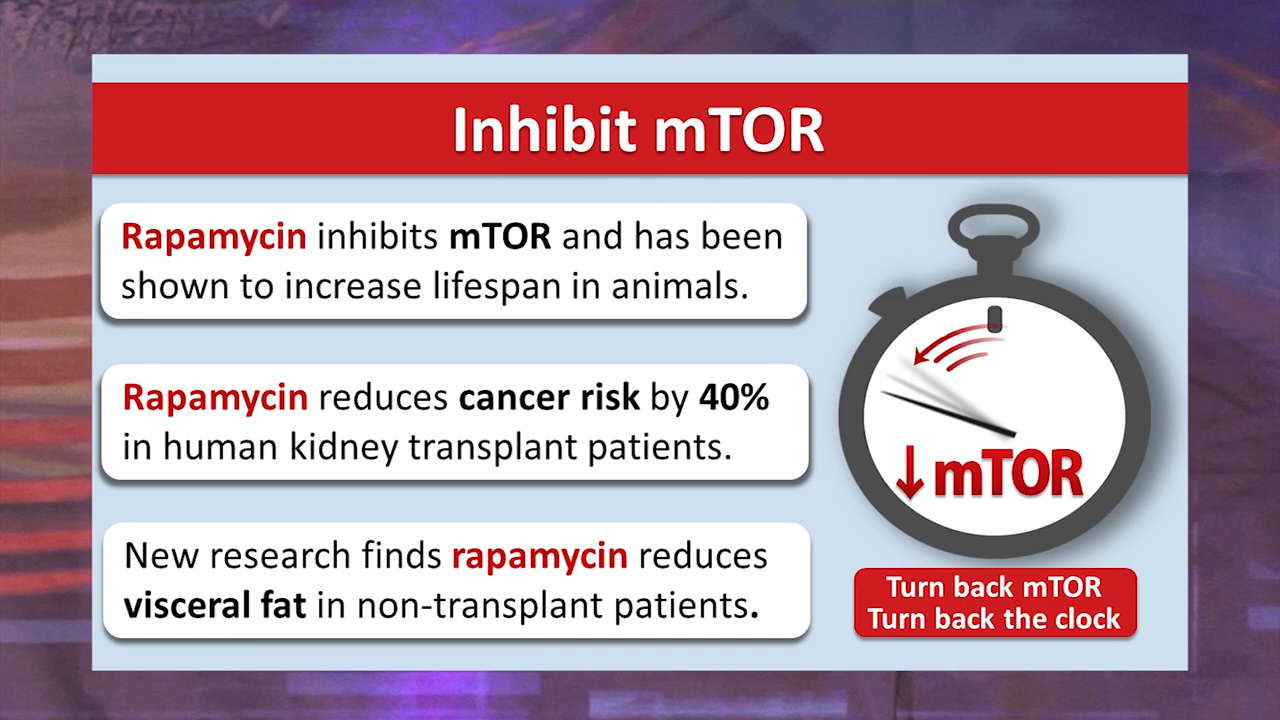 Inhibit mTOR
Rapamycin inhibits mTOR and has been
shown to increase lifespan in animals.
Rapamycin reduces cancer risk by 40%
in human kidney transplant patients.
New research finds rapamycin reduces
visceral fat in non-transplant patients.
↓mTOR
Turn back mTOR
Turn back the clock